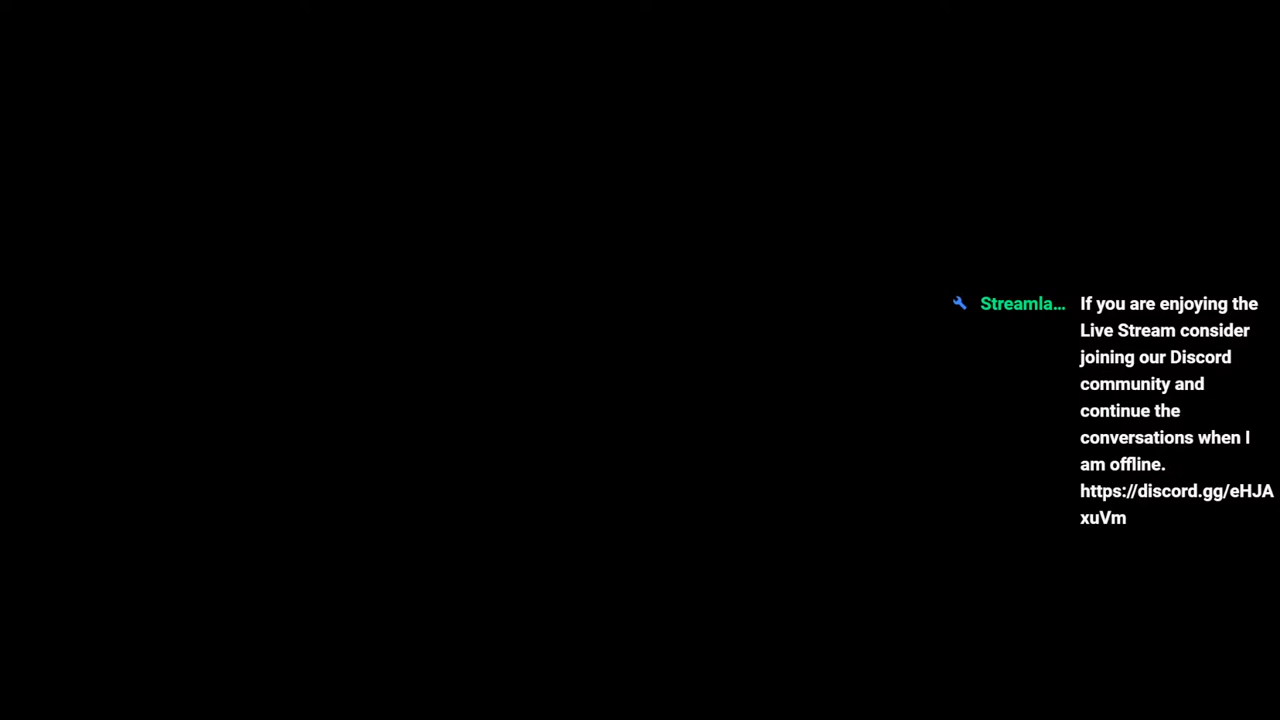 Streamla... If you are enjoying the
Live Stream consider
joining our Discord
community and
continue the
conversations when I
am offline.
https://discord.gg/eHJA
xuVm